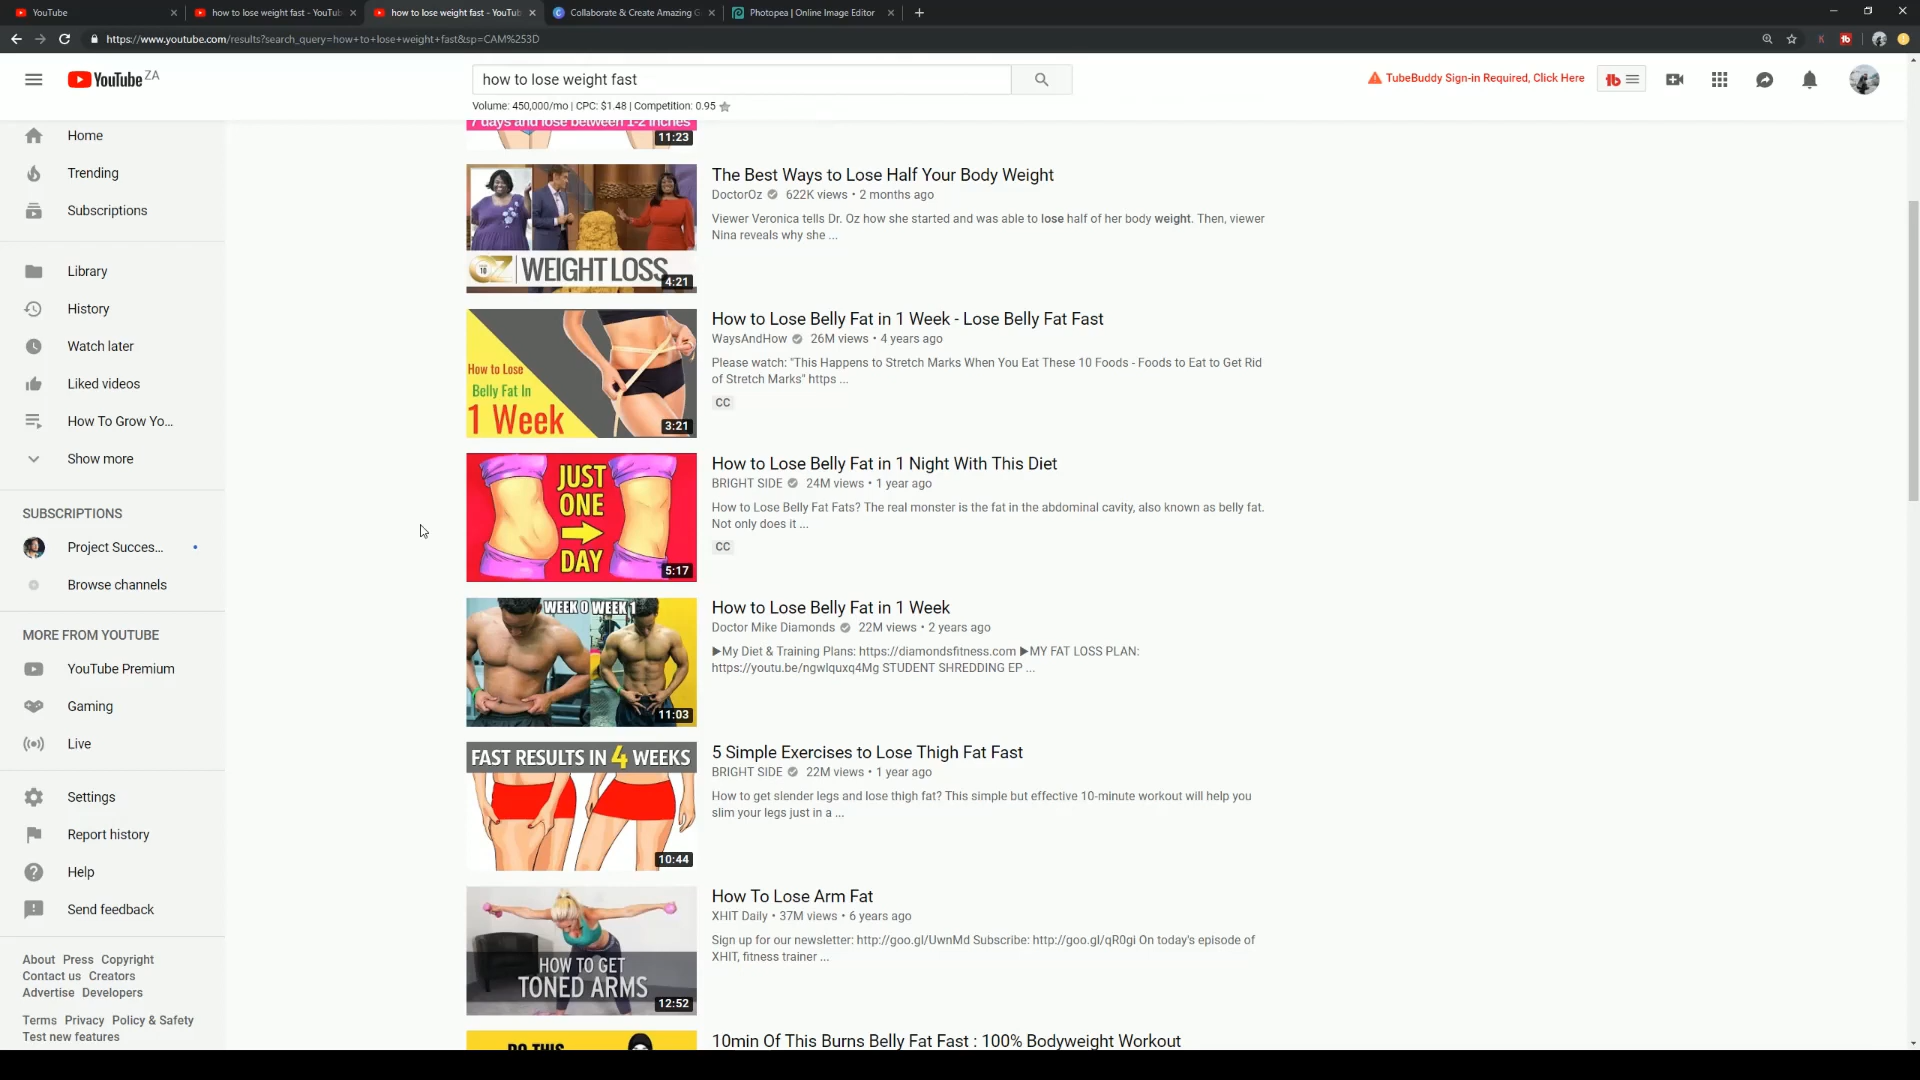 YouTube
how to lose weight fast - YouTub
how to lose weight fast - YouTub
Collaborate & Create Amazing G
Photopea | Online Image Editor
https://www.youtube.com/results?search_query=how+to+lose+weight+fast&sp=CAM%253D
YouTube ZA
how to lose weight fast
TubeBuddy Sign-in Required, Click Here
tb
Volume: 450,000/mo | CPC: $1.48 | Competition: 0.95
Home
Trending
Subscriptions
Library
History
Watch later
Liked videos
How To Grow Yo...
Show more
SUBSCRIPTIONS
Project Succes...
Browse channels
MORE FROM YOUTUBE
YouTube Premium
Gaming
Live
Settings
Report history
Help
Send feedback
About Press Copyright
Contact us Creators
Advertise Developers
Terms Privacy Policy & Safety
Test new features
7 days and lose between 1-2 inches
11:23
The Best Ways to Lose Half Your Body Weight
DoctorOz 622K views • 2 months ago
Viewer Veronica tells Dr. Oz how she started and was able to lose half of her body weight. Then, viewer
Nina reveals why she ...
OZ WEIGHT LOSS
4:21
How to Lose Belly Fat in 1 Week - Lose Belly Fat Fast
WaysAndHow 26M views • 4 years ago
Please watch: "This Happens to Stretch Marks When You Eat These 10 Foods - Foods to Eat to Get Rid
of Stretch Marks" https ...
CC
How to Lose
Belly Fat In
1 Week
3:21
How to Lose Belly Fat in 1 Night With This Diet
BRIGHT SIDE 24M views • 1 year ago
How to Lose Belly Fat Fats? The real monster is the fat in the abdominal cavity, also known as belly fat.
Not only does it ...
CC
JUST
ONE
DAY
5:17
How to Lose Belly Fat in 1 Week
Doctor Mike Diamonds 22M views • 2 years ago
▶My Diet & Training Plans: https://diamondsfitness.com ▶MY FAT LOSS PLAN:
https://youtu.be/ngwlquxq4Mg STUDENT SHREDDING EP ...
WEEK 0 WEEK 1
11:03
5 Simple Exercises to Lose Thigh Fat Fast
BRIGHT SIDE 22M views • 1 year ago
How to get slender legs and lose thigh fat? This simple but effective 10-minute workout will help you
slim your legs just in a ...
FAST RESULTS IN 4 WEEKS
10:44
How To Lose Arm Fat
XHIT Daily • 37M views • 6 years ago
Sign up for our newsletter: http://goo.gl/UwnMd Subscribe: http://goo.gl/qR0gi On today's episode of
XHIT, fitness trainer ...
HOW TO GET
TONED ARMS
12:52
10min Of This Burns Belly Fat Fast : 100% Bodyweight Workout
DO THIS